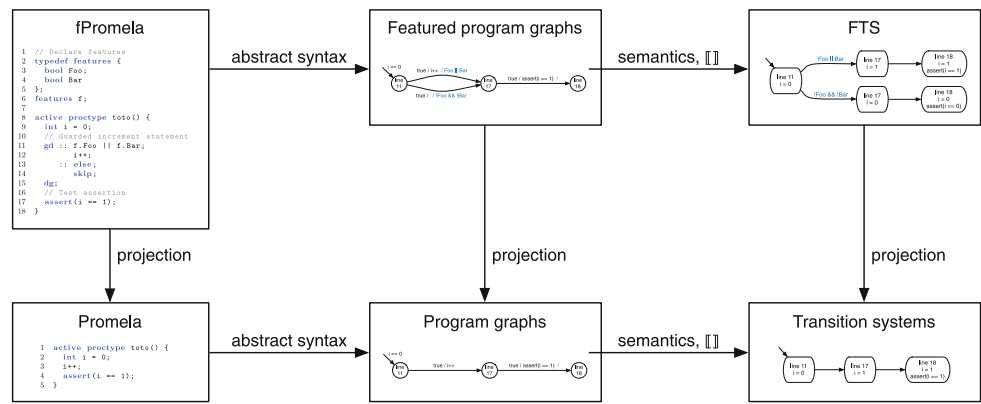 fPromela
1 // Declare features
2 typedef features {
3 bool Foo;
4 bool Bar
5 };
6 features f;
7
8 active proctype toto() {
9 int i = 0;
10 // Guarded increment statement
11 gd :: f.Foo || f.Bar;
12 i++;
13 :: else;
14 skip;
15 dg;
16 // Test assertion
17 assert(i == 1);
18 }
abstract syntax
Featured program graphs
i == 0
line 11
true / i++ / Foo || Bar
true / / !Foo && !Bar
line 17
true / assert(i == 1) /
line 18
semantics, ⟦⟧
FTS
line 11
i = 0
Foo || Bar
line 17
i = 1
line 18
i = 1
assert(i == 1)
!Foo && !Bar
line 17
i = 0
line 18
i = 0
assert(i == 0)
projection
projection
projection
Promela
1 active proctype toto() {
2 int i = 0;
3 i++;
4 assert(i == 1);
5 }
abstract syntax
Program graphs
i == 0
line 11
true / i++
line 17
true / assert(i == 1) /
line 18
semantics, ⟦⟧
Transition systems
line 11
i = 0
line 17
i = 1
line 18
i = 1
assert(i == 1)